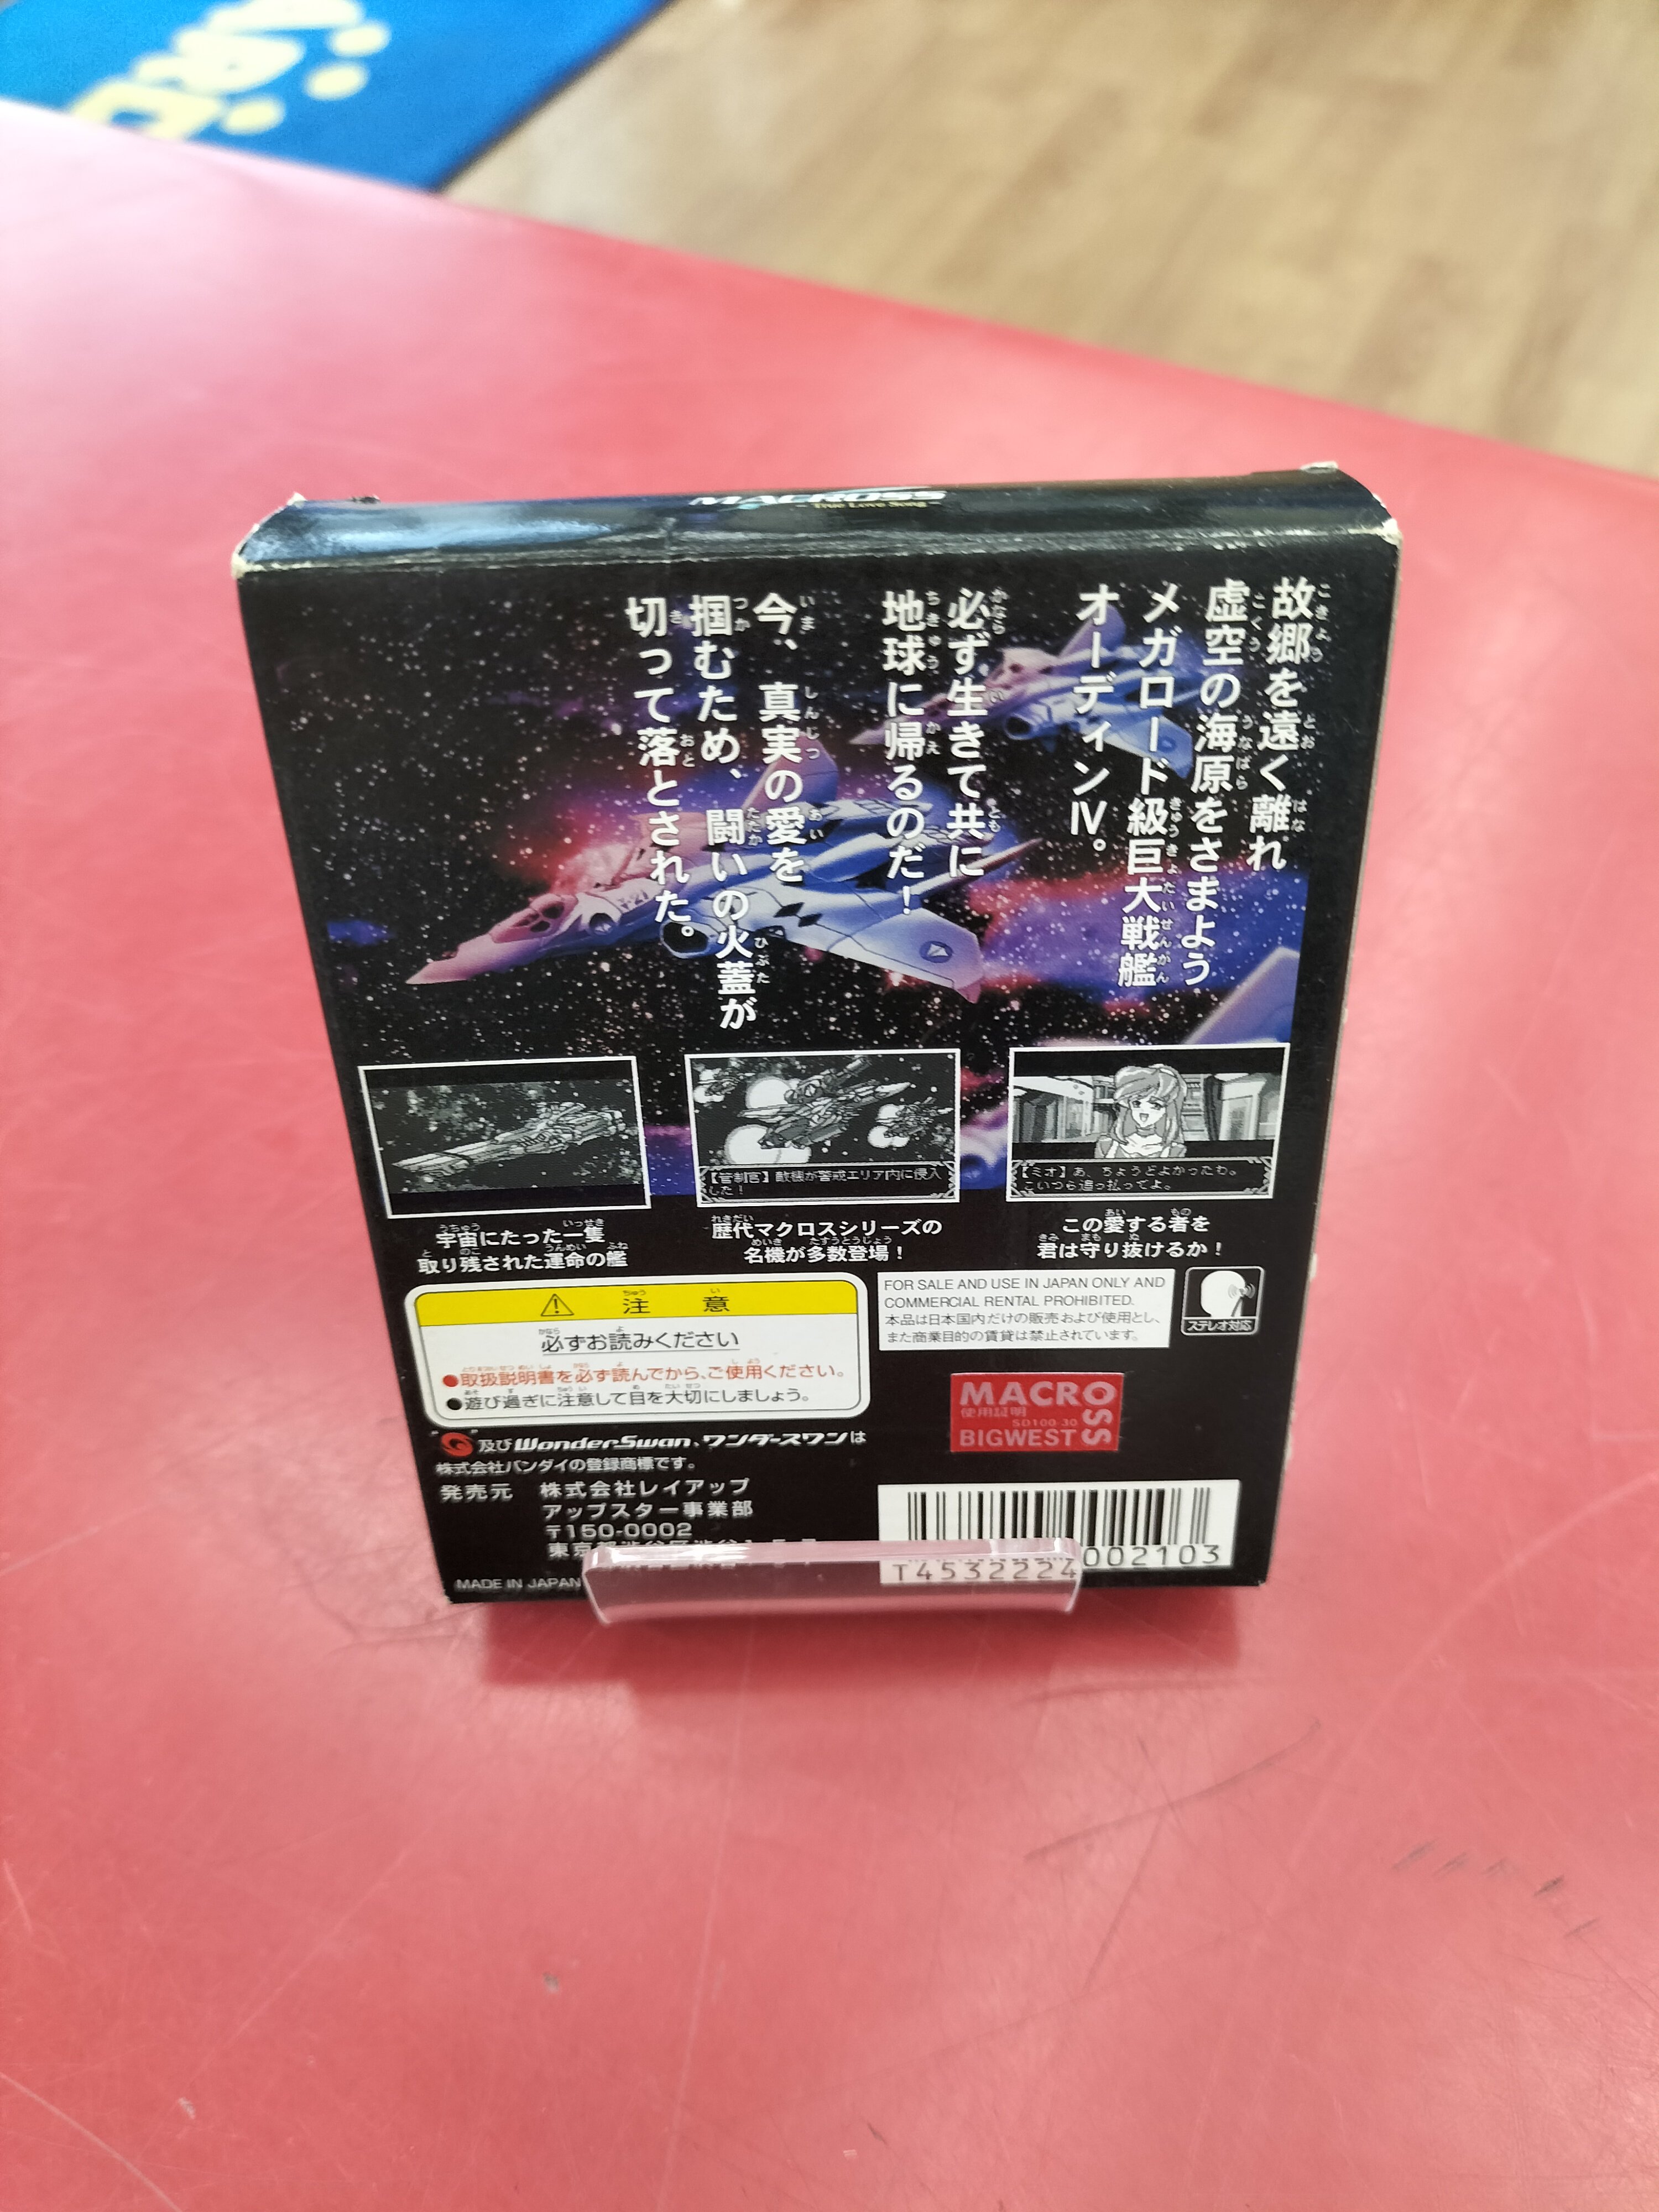 MACROSS
- True Love Song -
故郷を遠く離れ
虚空の海原をさまよう
メガロード級巨大戦艦
オーディンⅣ。
必ず生きて共に
地球に帰るのだ！
今、真実の愛を
掴むため、闘いの火蓋が
切って落とされた。
【管制官】敵機が警戒エリア内に侵入
した！
【ミオ】あ、ちょうどよかったわ。
こいつら追っ払ってよ。
宇宙にたった一隻
取り残された運命の艦
歴代マクロスシリーズの
名機が多数登場！
この愛する者を
君は守り抜けるか！
注意
必ずお読みください
●取扱説明書を必ず読んでから、ご使用ください。
●遊び過ぎに注意して目を大切にしましょう。
FOR SALE AND USE IN JAPAN ONLY AND
COMMERCIAL RENTAL PROHIBITED.
本品は日本国内だけの販売および使用とし、
また商業目的の賃貸は禁止されています。
ステレオ対応
MACROSS
使用証明
SD100-30
BIGWEST
及びWonderSwan、ワンダースワンは
株式会社バンダイの登録商標です。
発売元 株式会社レイアップ
アップスター事業部
〒150-0002
東京都渋谷区渋谷
MADE IN JAPAN
T4532224002103